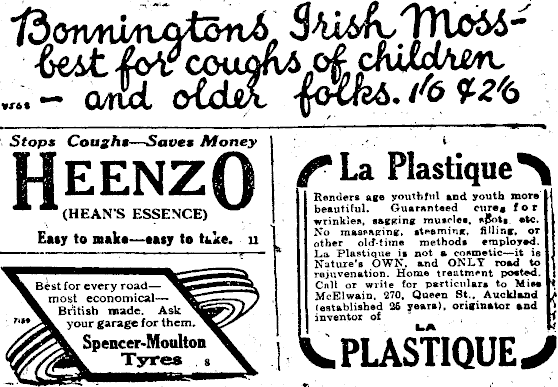 Bonningtons Irish Moss-
best for coughs of children
- and older folks. 1/6 & 2/6
Stops Coughs—Saves Money
HEENZO
(HEAN'S ESSENCE)
Easy to make—easy to take. 11
Best for every road—
most economical—
British made. Ask
your garage for them.
Spencer-Moulton
Tyres 8
La Plastique
Renders age youthful and youth more
beautiful. Guaranteed cures for
wrinkles, sagging muscles, spots, etc.
No massaging, steaming, filling, or
other old-time methods employed.
La Plastique is not a cosmetic—it is
Nature's OWN, and ONLY road to
rejuvenation. Home treatment posted.
Call or write for particulars to Miss
McElwain, 270, Queen St., Auckland
(established 25 years), originator and
inventor of
LA
PLASTIQUE